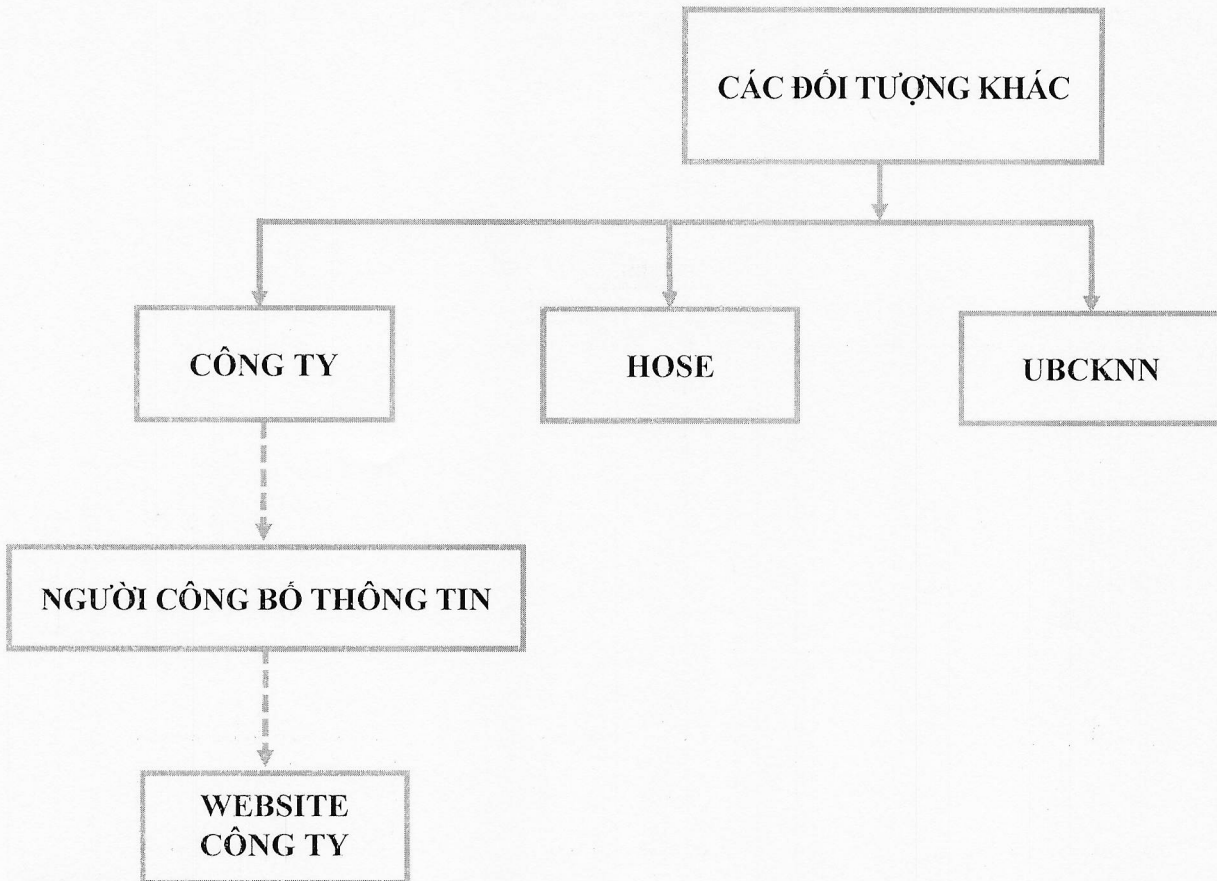 CÁC ĐỐI TƯỢNG KHÁC
CÔNG TY
HOSE
UBCKNN
NGƯỜI CÔNG BỐ THÔNG TIN
WEBSITE
CÔNG TY